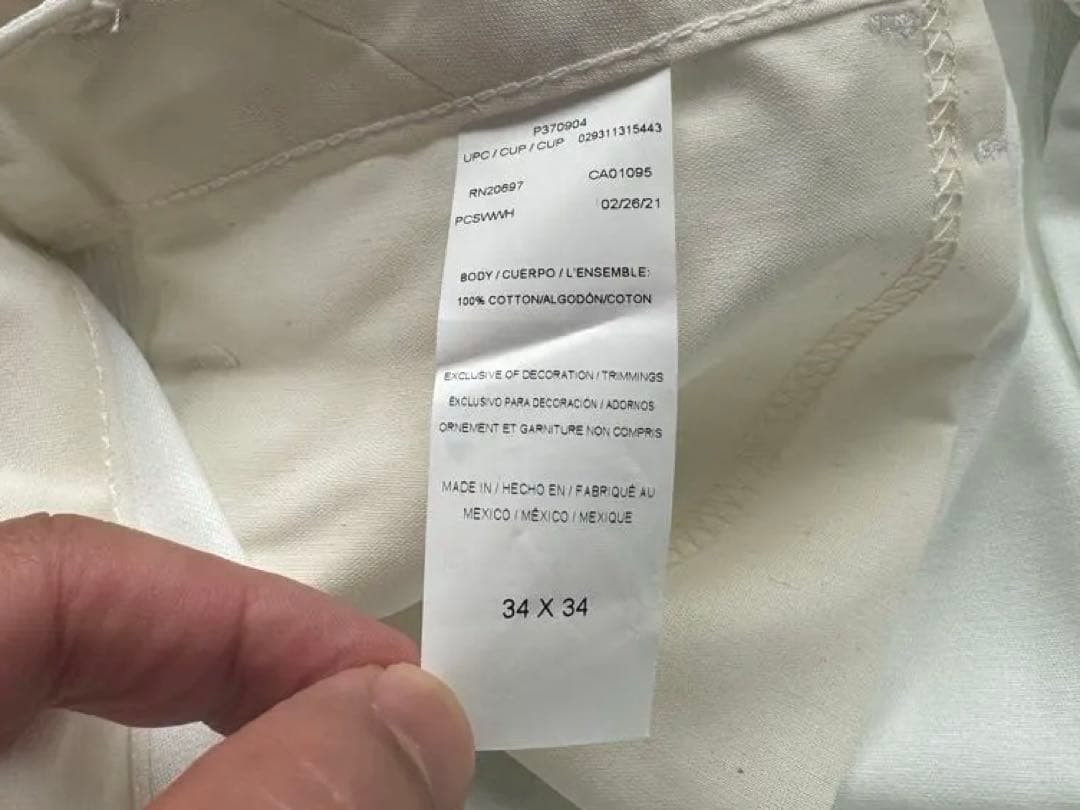 P370904
UPC / CUP / CUP 029311315443
RN20697 CA01095
PCSVWH 02/26/21
BODY / CUERPO / L'ENSEMBLE:
100% COTTON/ALGODÓN/COTON
EXCLUSIVE OF DECORATION / TRIMMINGS
EXCLUSIVO PARA DECORACIÓN / ADORNOS
ORNEMENT ET GARNITURE NON COMPRIS
MADE IN / HECHO EN / FABRIQUÉ AU
MEXICO / MÉXICO / MEXIQUE
34 X 34